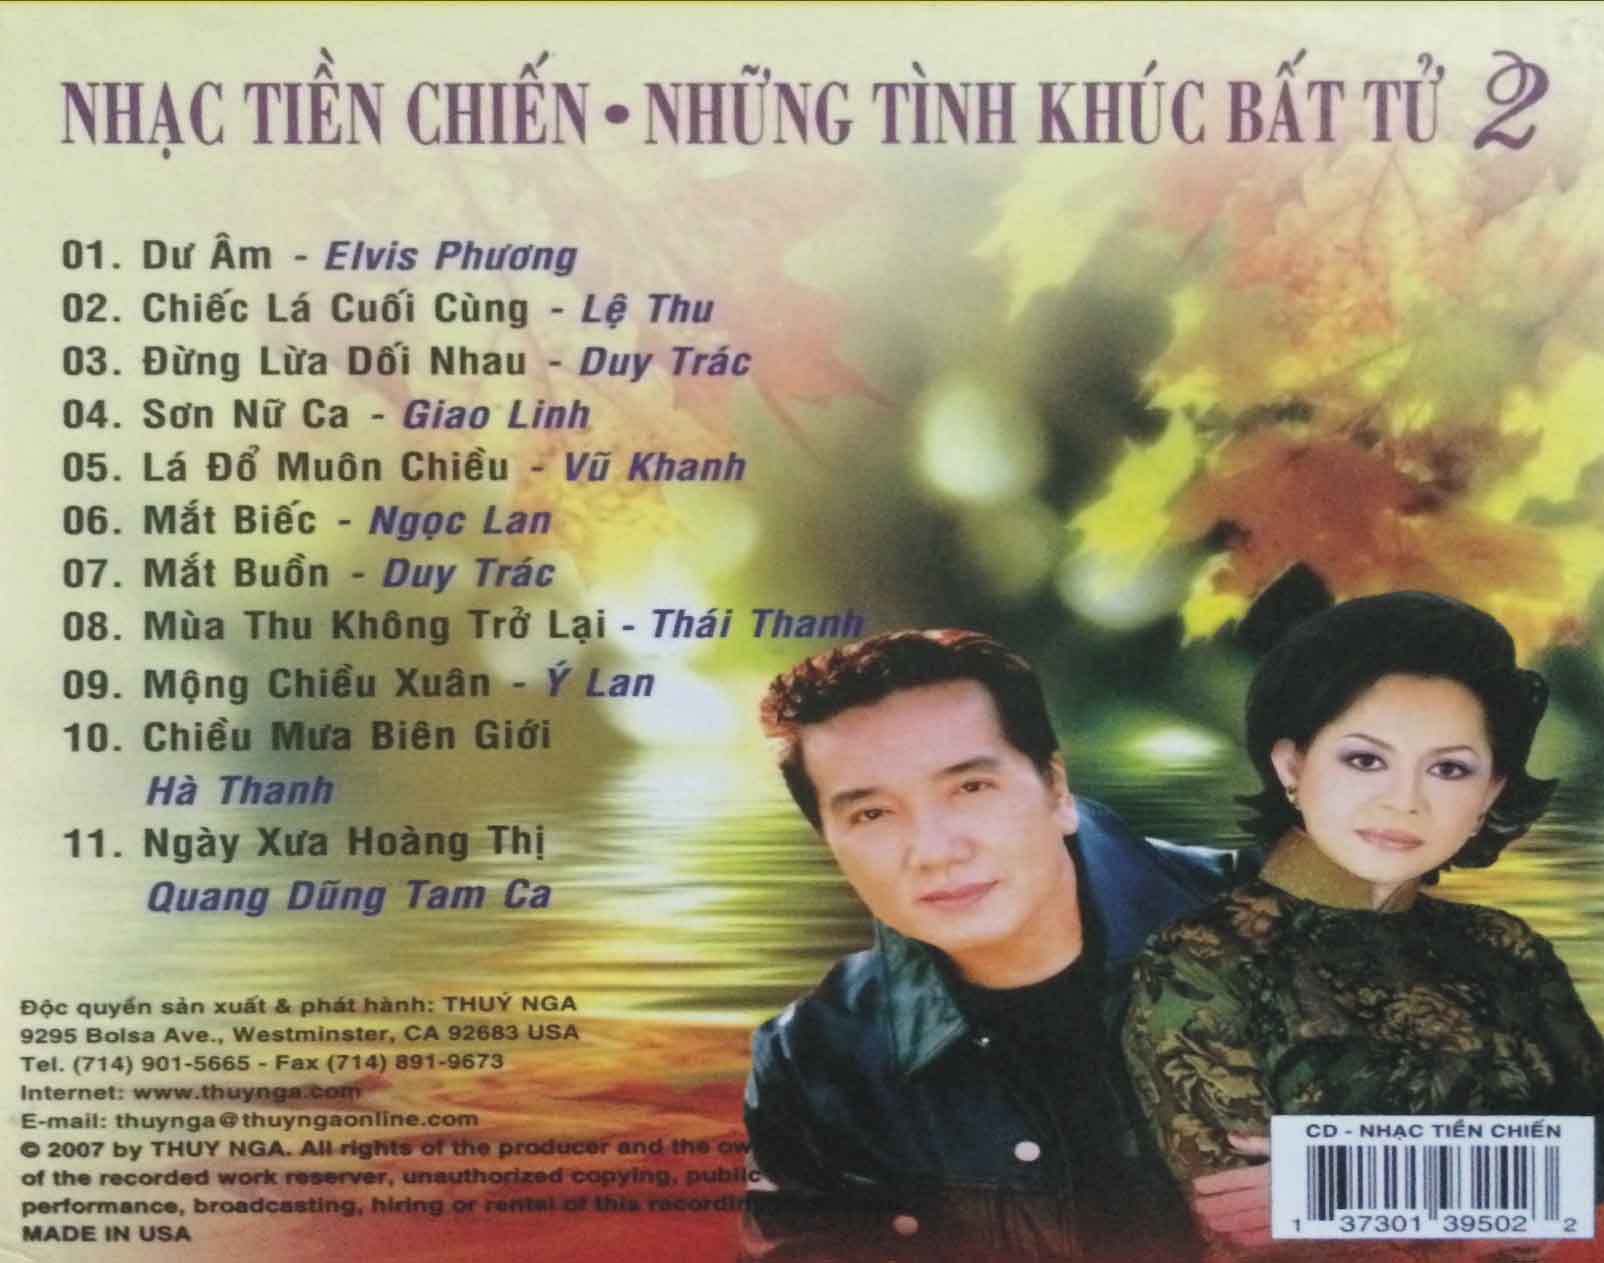 NHẠC TIỀN CHIẾN • NHỮNG TÌNH KHÚC BẤT TỬ 2
01. Dư Âm - Elvis Phương
02. Chiếc Lá Cuối Cùng - Lệ Thu
03. Đừng Lừa Dối Nhau - Duy Trác
04. Sơn Nữ Ca - Giao Linh
05. Lá Đổ Muôn Chiều - Vũ Khanh
06. Mắt Biếc - Ngọc Lan
07. Mắt Buồn - Duy Trác
08. Mùa Thu Không Trở Lại - Thái Thanh
09. Mộng Chiều Xuân - Ý Lan
10. Chiều Mưa Biên Giới
Hà Thanh
11. Ngày Xưa Hoàng Thị
Quang Dũng Tam Ca
Độc quyền sản xuất & phát hành: THUÝ NGA
9295 Bolsa Ave., Westminster, CA 92683 USA
Tel. (714) 901-5665 - Fax (714) 891-9673
Internet: www.thuynga.com
E-mail: thuynga@thuyngaonline.com
© 2007 by THUY NGA. All rights of the producer and the ow
of the recorded work reserver, unauthorized copying, public
performance, broadcasting, hiring or rental of this recording
MADE IN USA
CD - NHẠC TIỀN CHIẾN
1 37301 39502 2